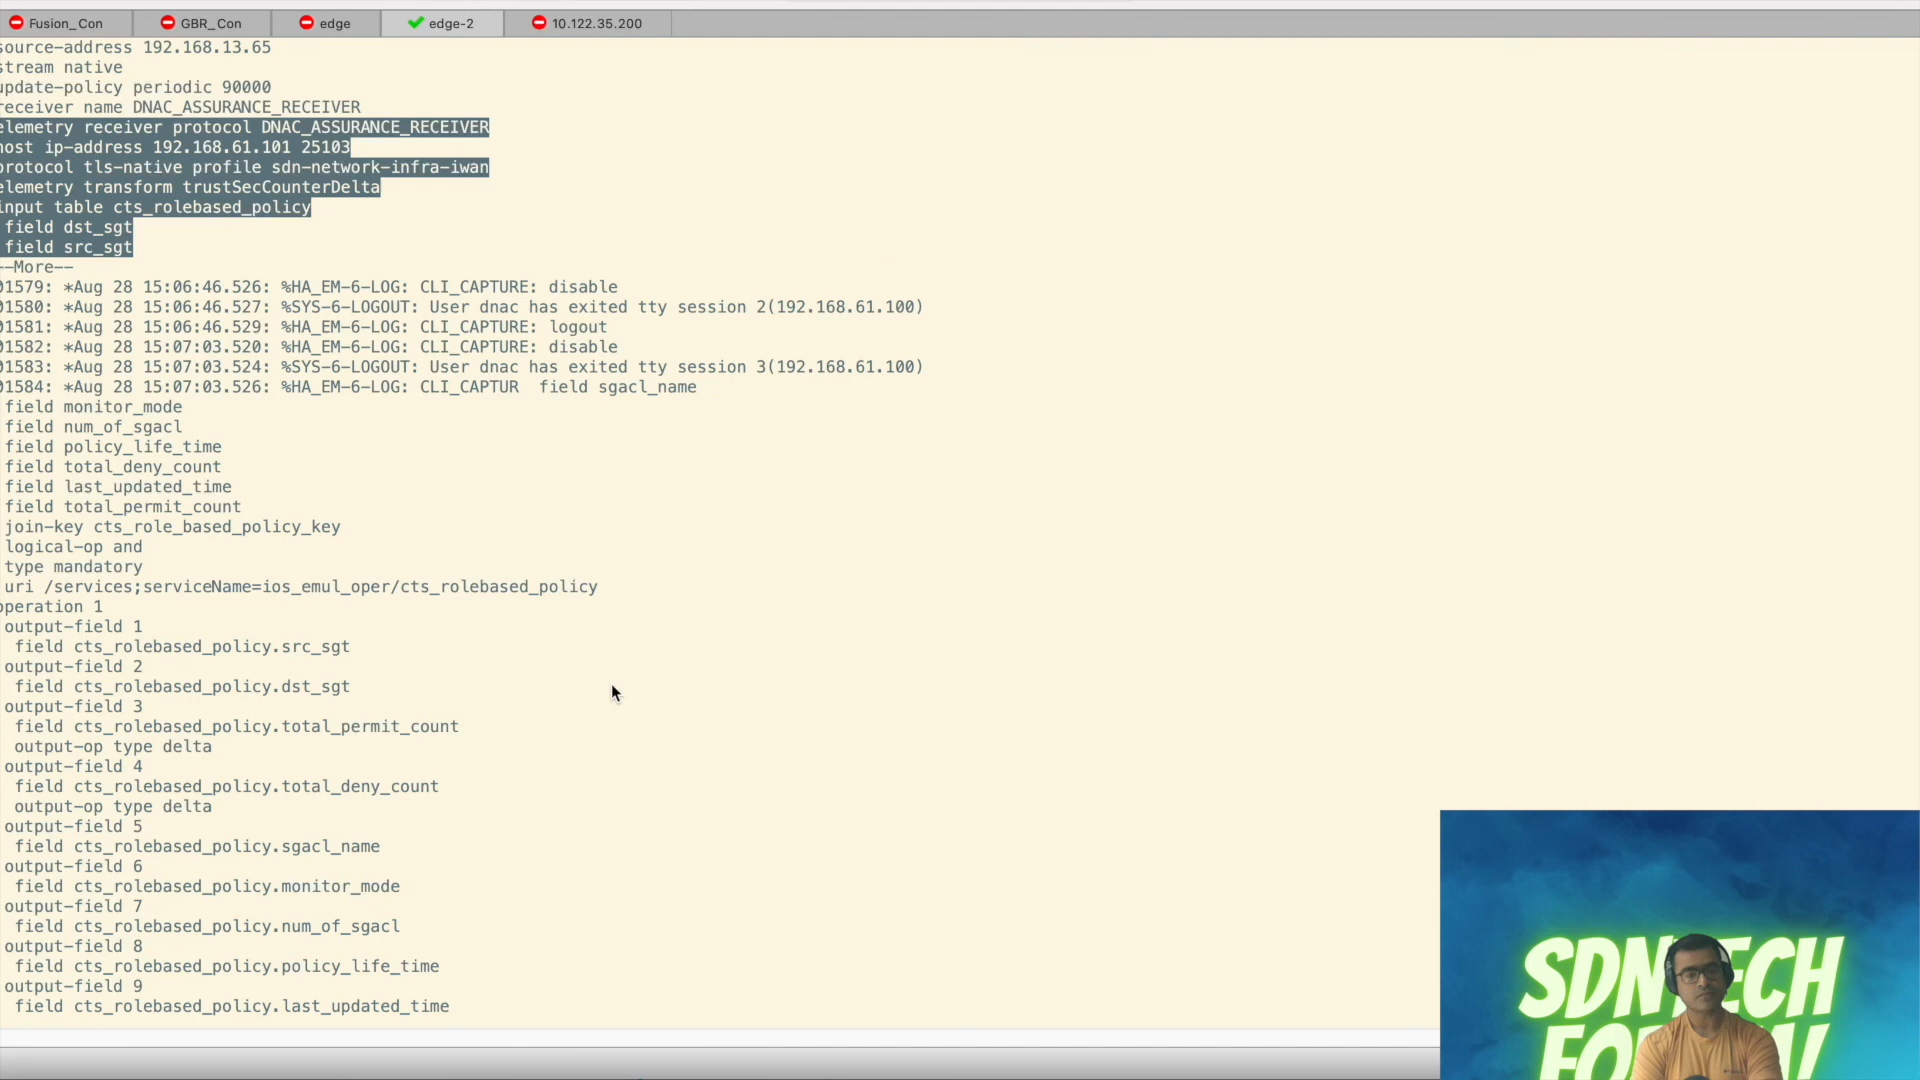 Fusion_Con GBR_Con edge edge-2 10.122.35.200
source-address 192.168.13.65
stream native
update-policy periodic 90000
receiver name DNAC_ASSURANCE_RECEIVER
elemetry receiver protocol DNAC_ASSURANCE_RECEIVER
host ip-address 192.168.61.101 25103
protocol tls-native profile sdn-network-infra-iwan
elemetry transform trustSecCounterDelta
input table cts_rolebased_policy
field dst_sgt
field src_sgt
--More--
01579: *Aug 28 15:06:46.526: %HA_EM-6-LOG: CLI_CAPTURE: disable
01580: *Aug 28 15:06:46.527: %SYS-6-LOGOUT: User dnac has exited tty session 2(192.168.61.100)
01581: *Aug 28 15:06:46.529: %HA_EM-6-LOG: CLI_CAPTURE: logout
01582: *Aug 28 15:07:03.520: %HA_EM-6-LOG: CLI_CAPTURE: disable
01583: *Aug 28 15:07:03.524: %SYS-6-LOGOUT: User dnac has exited tty session 3(192.168.61.100)
01584: *Aug 28 15:07:03.526: %HA_EM-6-LOG: CLI_CAPTUR  field sgacl_name
field monitor_mode
field num_of_sgacl
field policy_life_time
field total_deny_count
field last_updated_time
field total_permit_count
join-key cts_role_based_policy_key
logical-op and
type mandatory
uri /services;serviceName=ios_emul_oper/cts_rolebased_policy
operation 1
output-field 1
field cts_rolebased_policy.src_sgt
output-field 2
field cts_rolebased_policy.dst_sgt
output-field 3
field cts_rolebased_policy.total_permit_count
output-op type delta
output-field 4
field cts_rolebased_policy.total_deny_count
output-op type delta
output-field 5
field cts_rolebased_policy.sgacl_name
output-field 6
field cts_rolebased_policy.monitor_mode
output-field 7
field cts_rolebased_policy.num_of_sgacl
output-field 8
field cts_rolebased_policy.policy_life_time
output-field 9
field cts_rolebased_policy.last_updated_time
SDN ECH